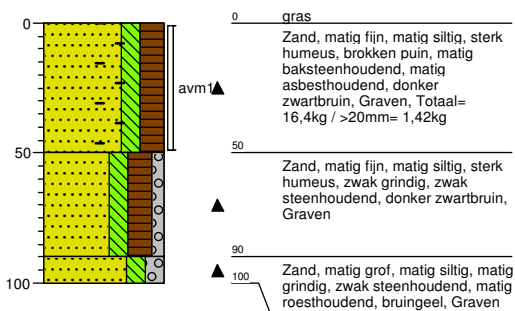 0
50
100
avm1
0 gras
Zand, matig fijn, matig siltig, sterk
humeus, brokken puin, matig
baksteenhoudend, matig
asbesthoudend, donker
zwartbruin, Graven, Totaal=
16,4kg / >20mm= 1,42kg
50
Zand, matig fijn, matig siltig, sterk
humeus, zwak grindig, zwak
steenhoudend, donker zwartbruin,
Graven
90
Zand, matig grof, matig siltig, matig
100
grindig, zwak steenhoudend, matig
roesthoudend, bruingeel, Graven